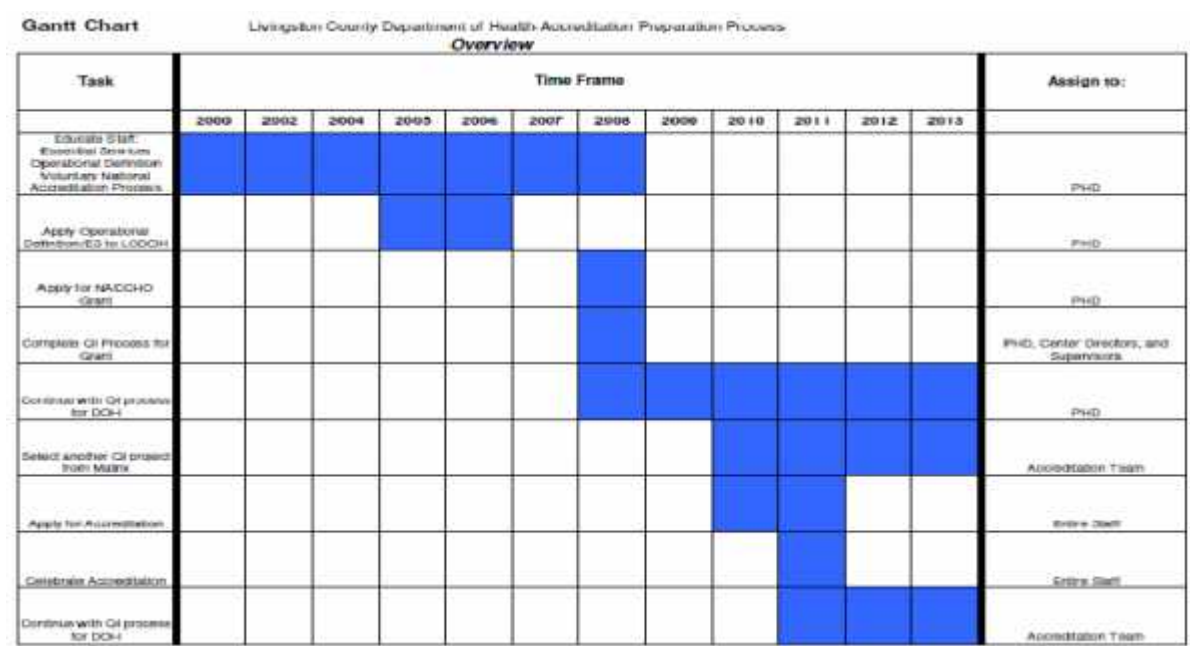 Gantt Chart
Livingston County Department of Health Accreditation Preparation Process
Overview
Task
Time Frame
Assign to:
2000 2002 2004 2005 2006 2007 2008 2009 2010 2011 2012 2013
Educate Staff:
Essential Services
Operational Definition
Voluntary National
Accreditation Process
PHD
Apply Operational
Definition/ES to LCDOH
PHD
Apply for NACCHO
Grant
PHD
Complete QI Process for
Grant
PHD, Center Directors, and
Supervisors
Continue with QI process
for DOH
PHD
Select another QI project
from Matrix
Accreditation Team
Apply for Accreditation
Entire Staff
Celebrate Accreditation
Entire Staff
Continue with QI process
for DOH
Accreditation Team